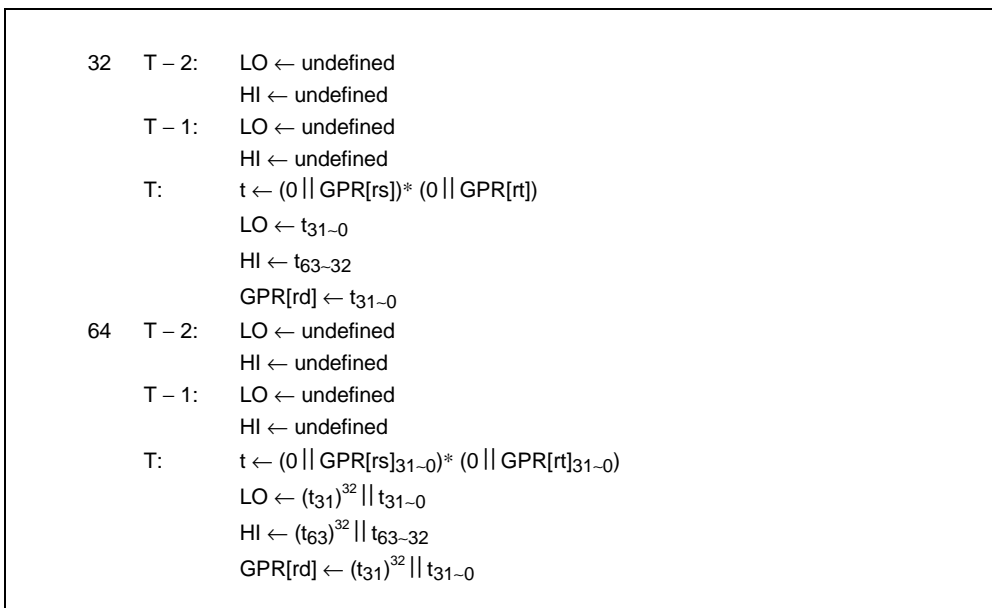 32 T – 2: LO ← undefined
HI ← undefined
T – 1: LO ← undefined
HI ← undefined
T: t ← (0 || GPR[rs])* (0 || GPR[rt])
LO ← t31~0
HI ← t63~32
GPR[rd] ← t31~0
64 T – 2: LO ← undefined
HI ← undefined
T – 1: LO ← undefined
HI ← undefined
T: t ← (0 || GPR[rs]31~0)* (0 || GPR[rt]31~0)
LO ← (t31)32 || t31~0
HI ← (t63)32 || t63~32
GPR[rd] ← (t31)32 || t31~0